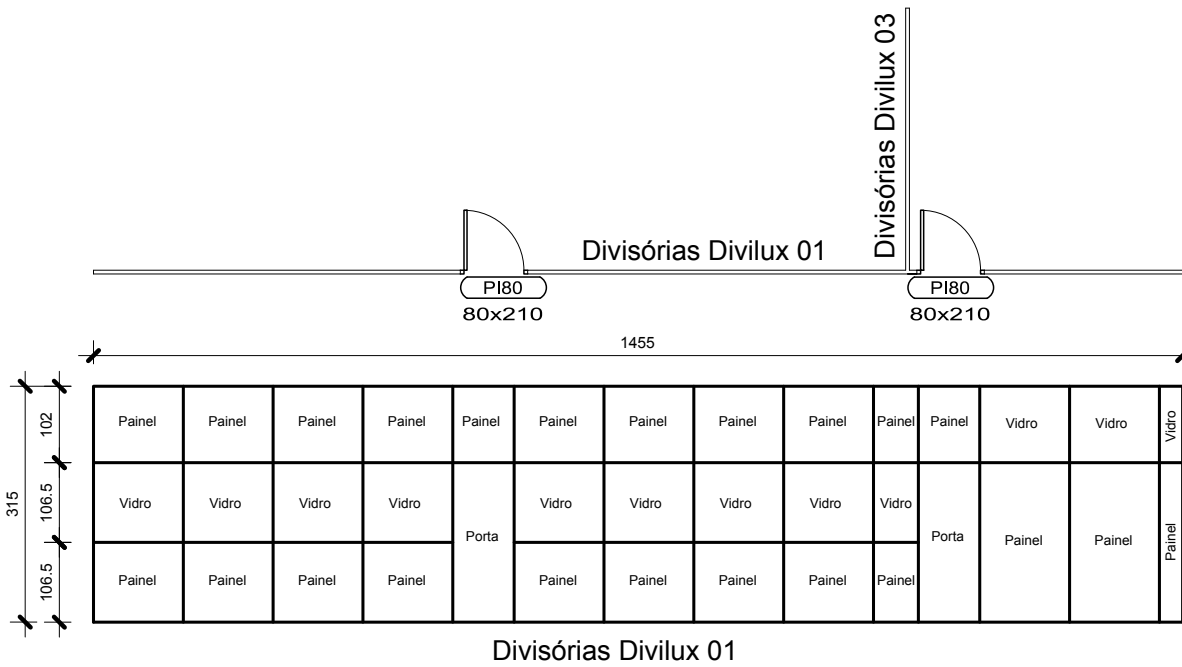 Divisórias Divilux 03
Divisórias Divilux 01
PI80
80x210
PI80
80x210
1455
315
102
106.5
106.5
Painel Painel Painel Painel Painel Painel Painel Painel Painel Painel Painel Vidro Vidro Vidro
Vidro Vidro Vidro Vidro Porta Vidro Vidro Vidro Vidro Vidro Porta Painel Painel Painel
Painel Painel Painel Painel Painel Painel Painel Painel Painel
Divisórias Divilux 01